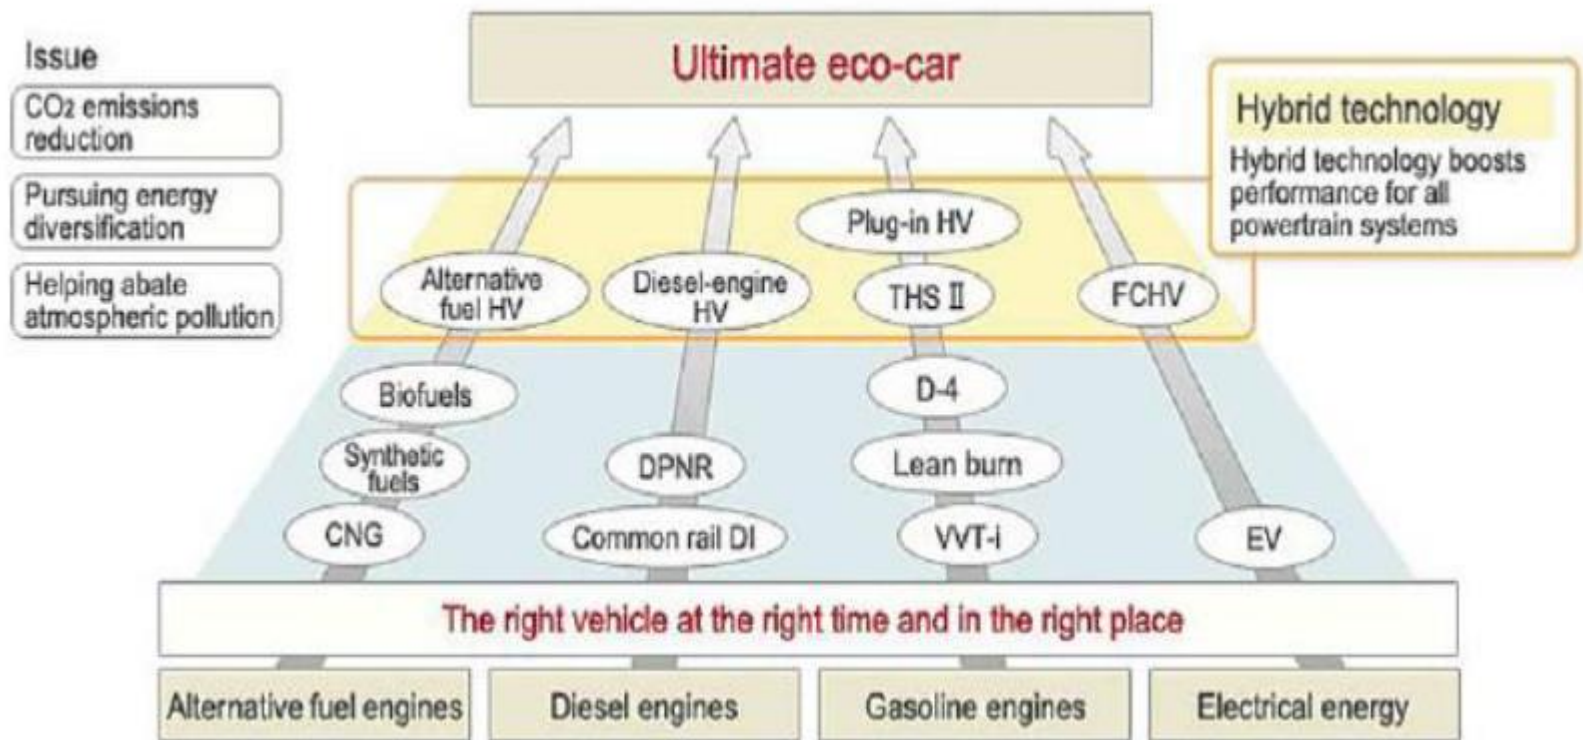 Ultimate eco-car
Issue
CO2 emissions
reduction
Pursuing energy
diversification
Helping abate
atmospheric pollution
Hybrid technology
Hybrid technology boosts
performance for all
powertrain systems
Plug-in HV
Alternative
fuel HV
Diesel-engine
HV
THS II
FCHV
Biofuels
D-4
Synthetic
fuels
DPNR
Lean burn
CNG
Common rail DI
VVT-i
EV
The right vehicle at the right time and in the right place
Alternative fuel engines
Diesel engines
Gasoline engines
Electrical energy